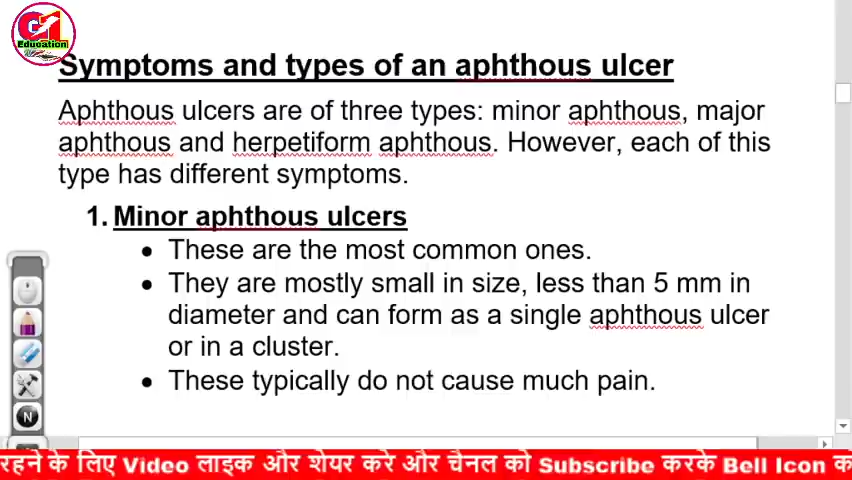 GI
Education
Symptoms and types of an aphthous ulcer
Aphthous ulcers are of three types: minor aphthous, major
aphthous and herpetiform aphthous. However, each of this
type has different symptoms.
1. Minor aphthous ulcers
• These are the most common ones.
• They are mostly small in size, less than 5 mm in
diameter and can form as a single aphthous ulcer
or in a cluster.
• These typically do not cause much pain.
N
रहने के लिए Video लाइक और शेयर करे और चैनल को Subscribe करके Bell Icon क